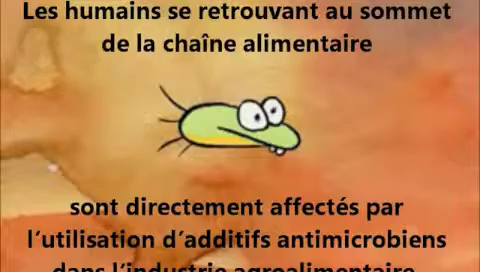 Les humains se retrouvant au sommet
de la chaîne alimentaire
sont directement affectés par
l'utilisation d'additifs antimicrobiens
dans l'industrie agroalimentaire